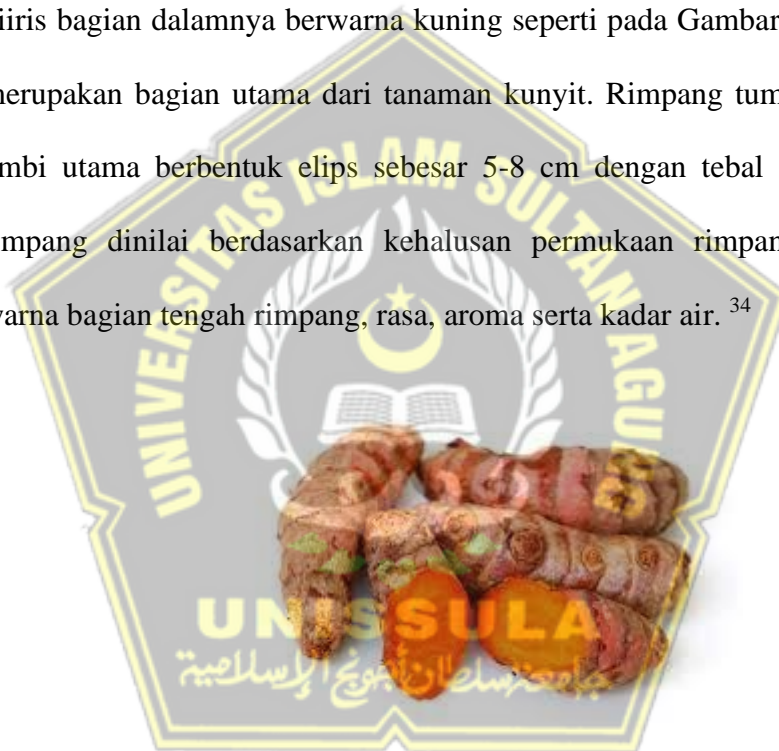 iiris bagian dalamnya berwarna kuning seperti pada Gambar
merupakan bagian utama dari tanaman kunyit. Rimpang tum
mbi utama berbentuk elips sebesar 5-8 cm dengan tebal
mpang dinilai berdasarkan kehalusan permukaan rimpan
warna bagian tengah rimpang, rasa, aroma serta kadar air. 34
UNIVERSITAS ISLAM SULTAN AGUNG
UNISSULA
جامعة سلطان أجونج الإسلامية